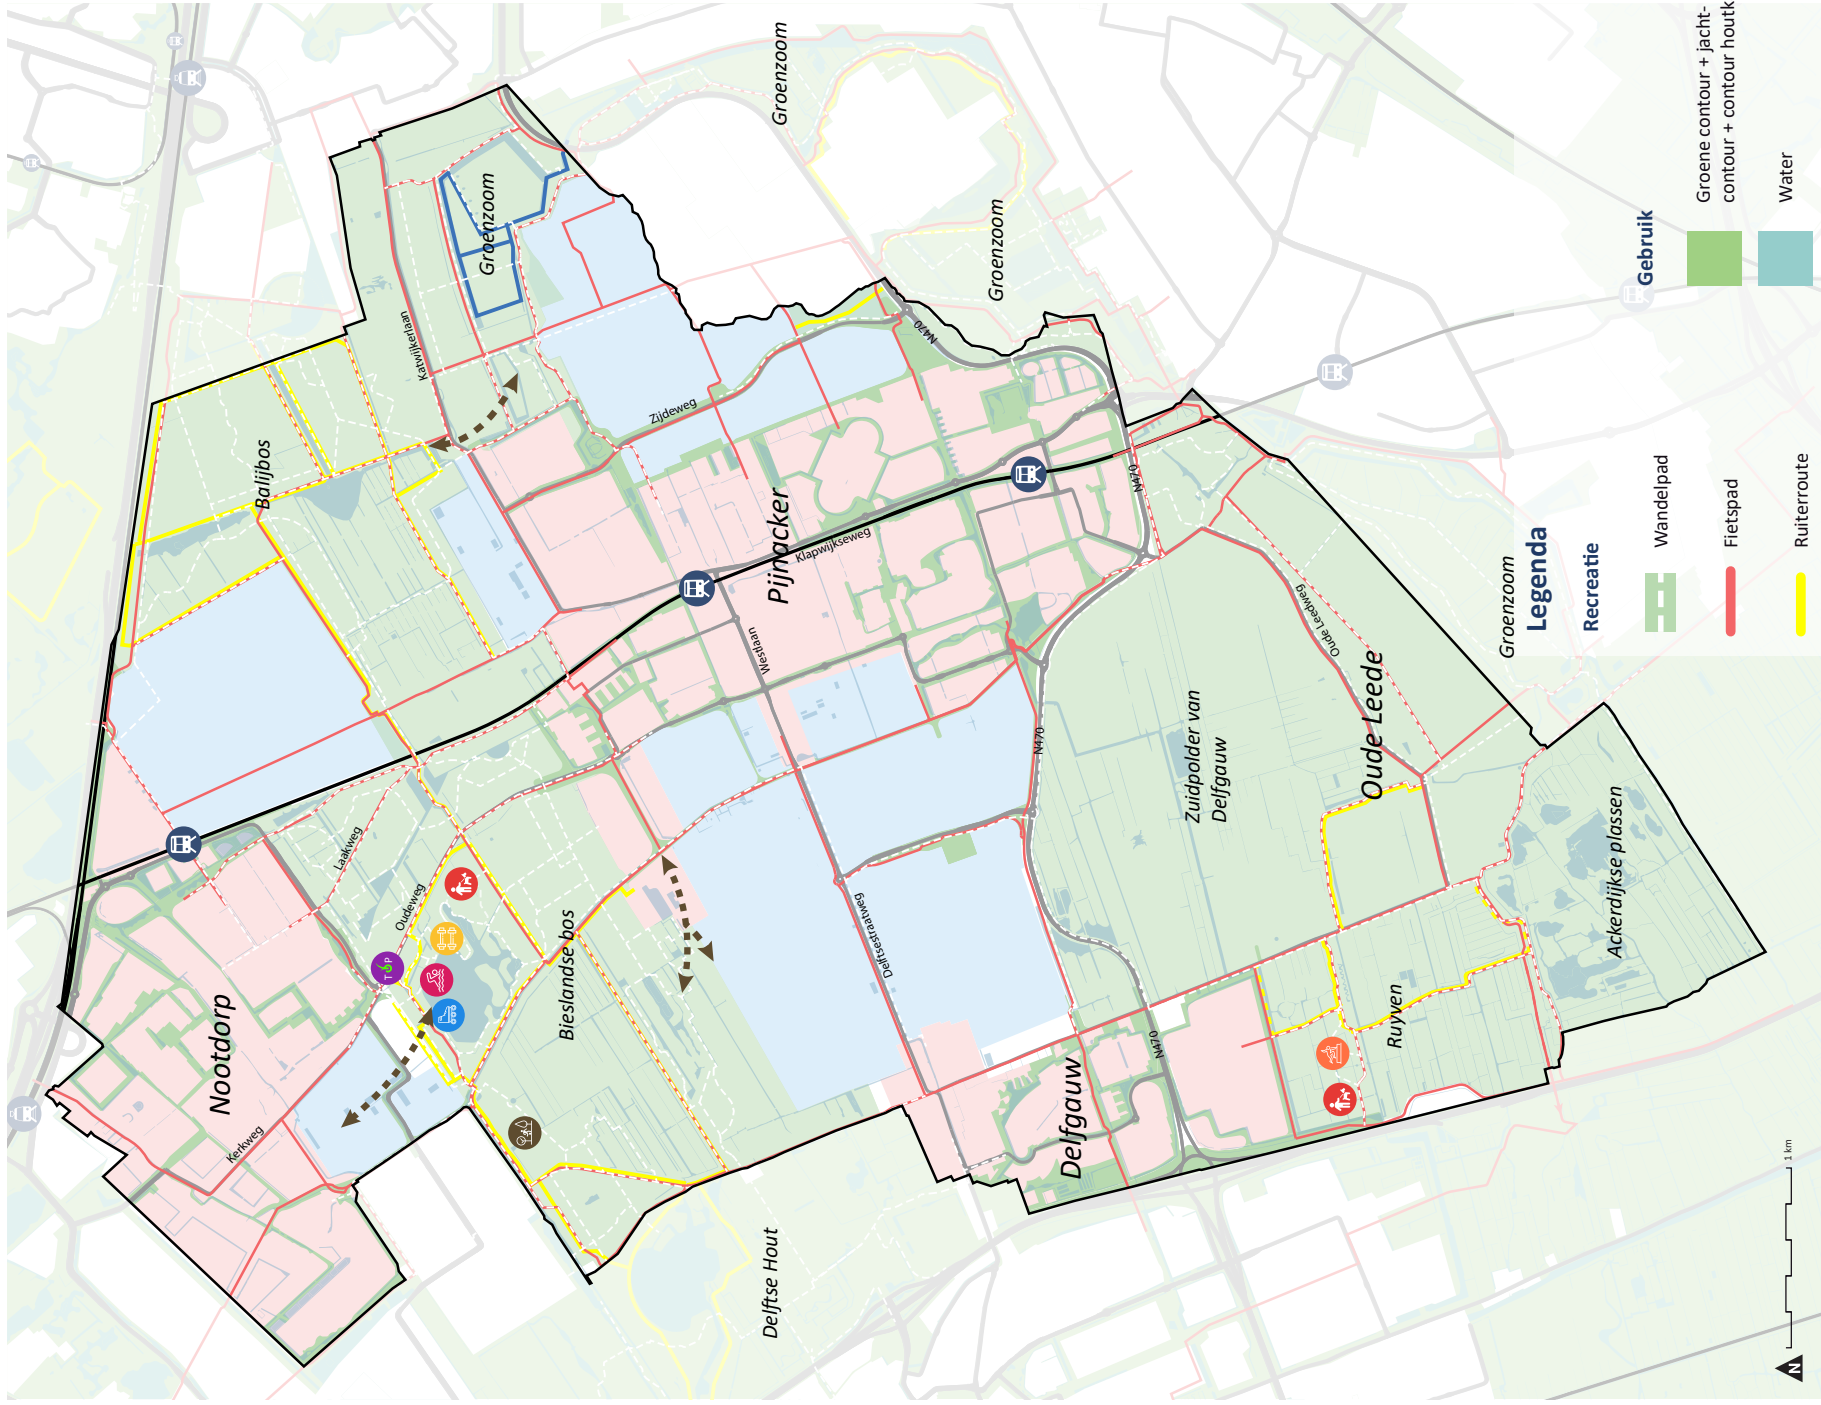 Groenzoom
Groenzoom
Groenzoom
Groenzoom
Katwijkerlaan
Balijbos
Zijdeweg
N470
N470
Pijnacker
Klapwijkseweg
Westlaan
Laakweg
Oudeweg
TOP
Nootdorp
Kerkweg
Bieslandse bos
Delftsestraatweg
N470
N470
Delfgauw
Delftse Hout
Zuidpolder van
Delfgauw
Oude Leedweg
Oude Leede
Ruyven
Ackerdijkse plassen
Legenda
Recreatie
Wandelpad
Fietspad
Ruiterroute
Gebruik
Groene contour + jacht-
contour + contour houtk
Water
1 km
N